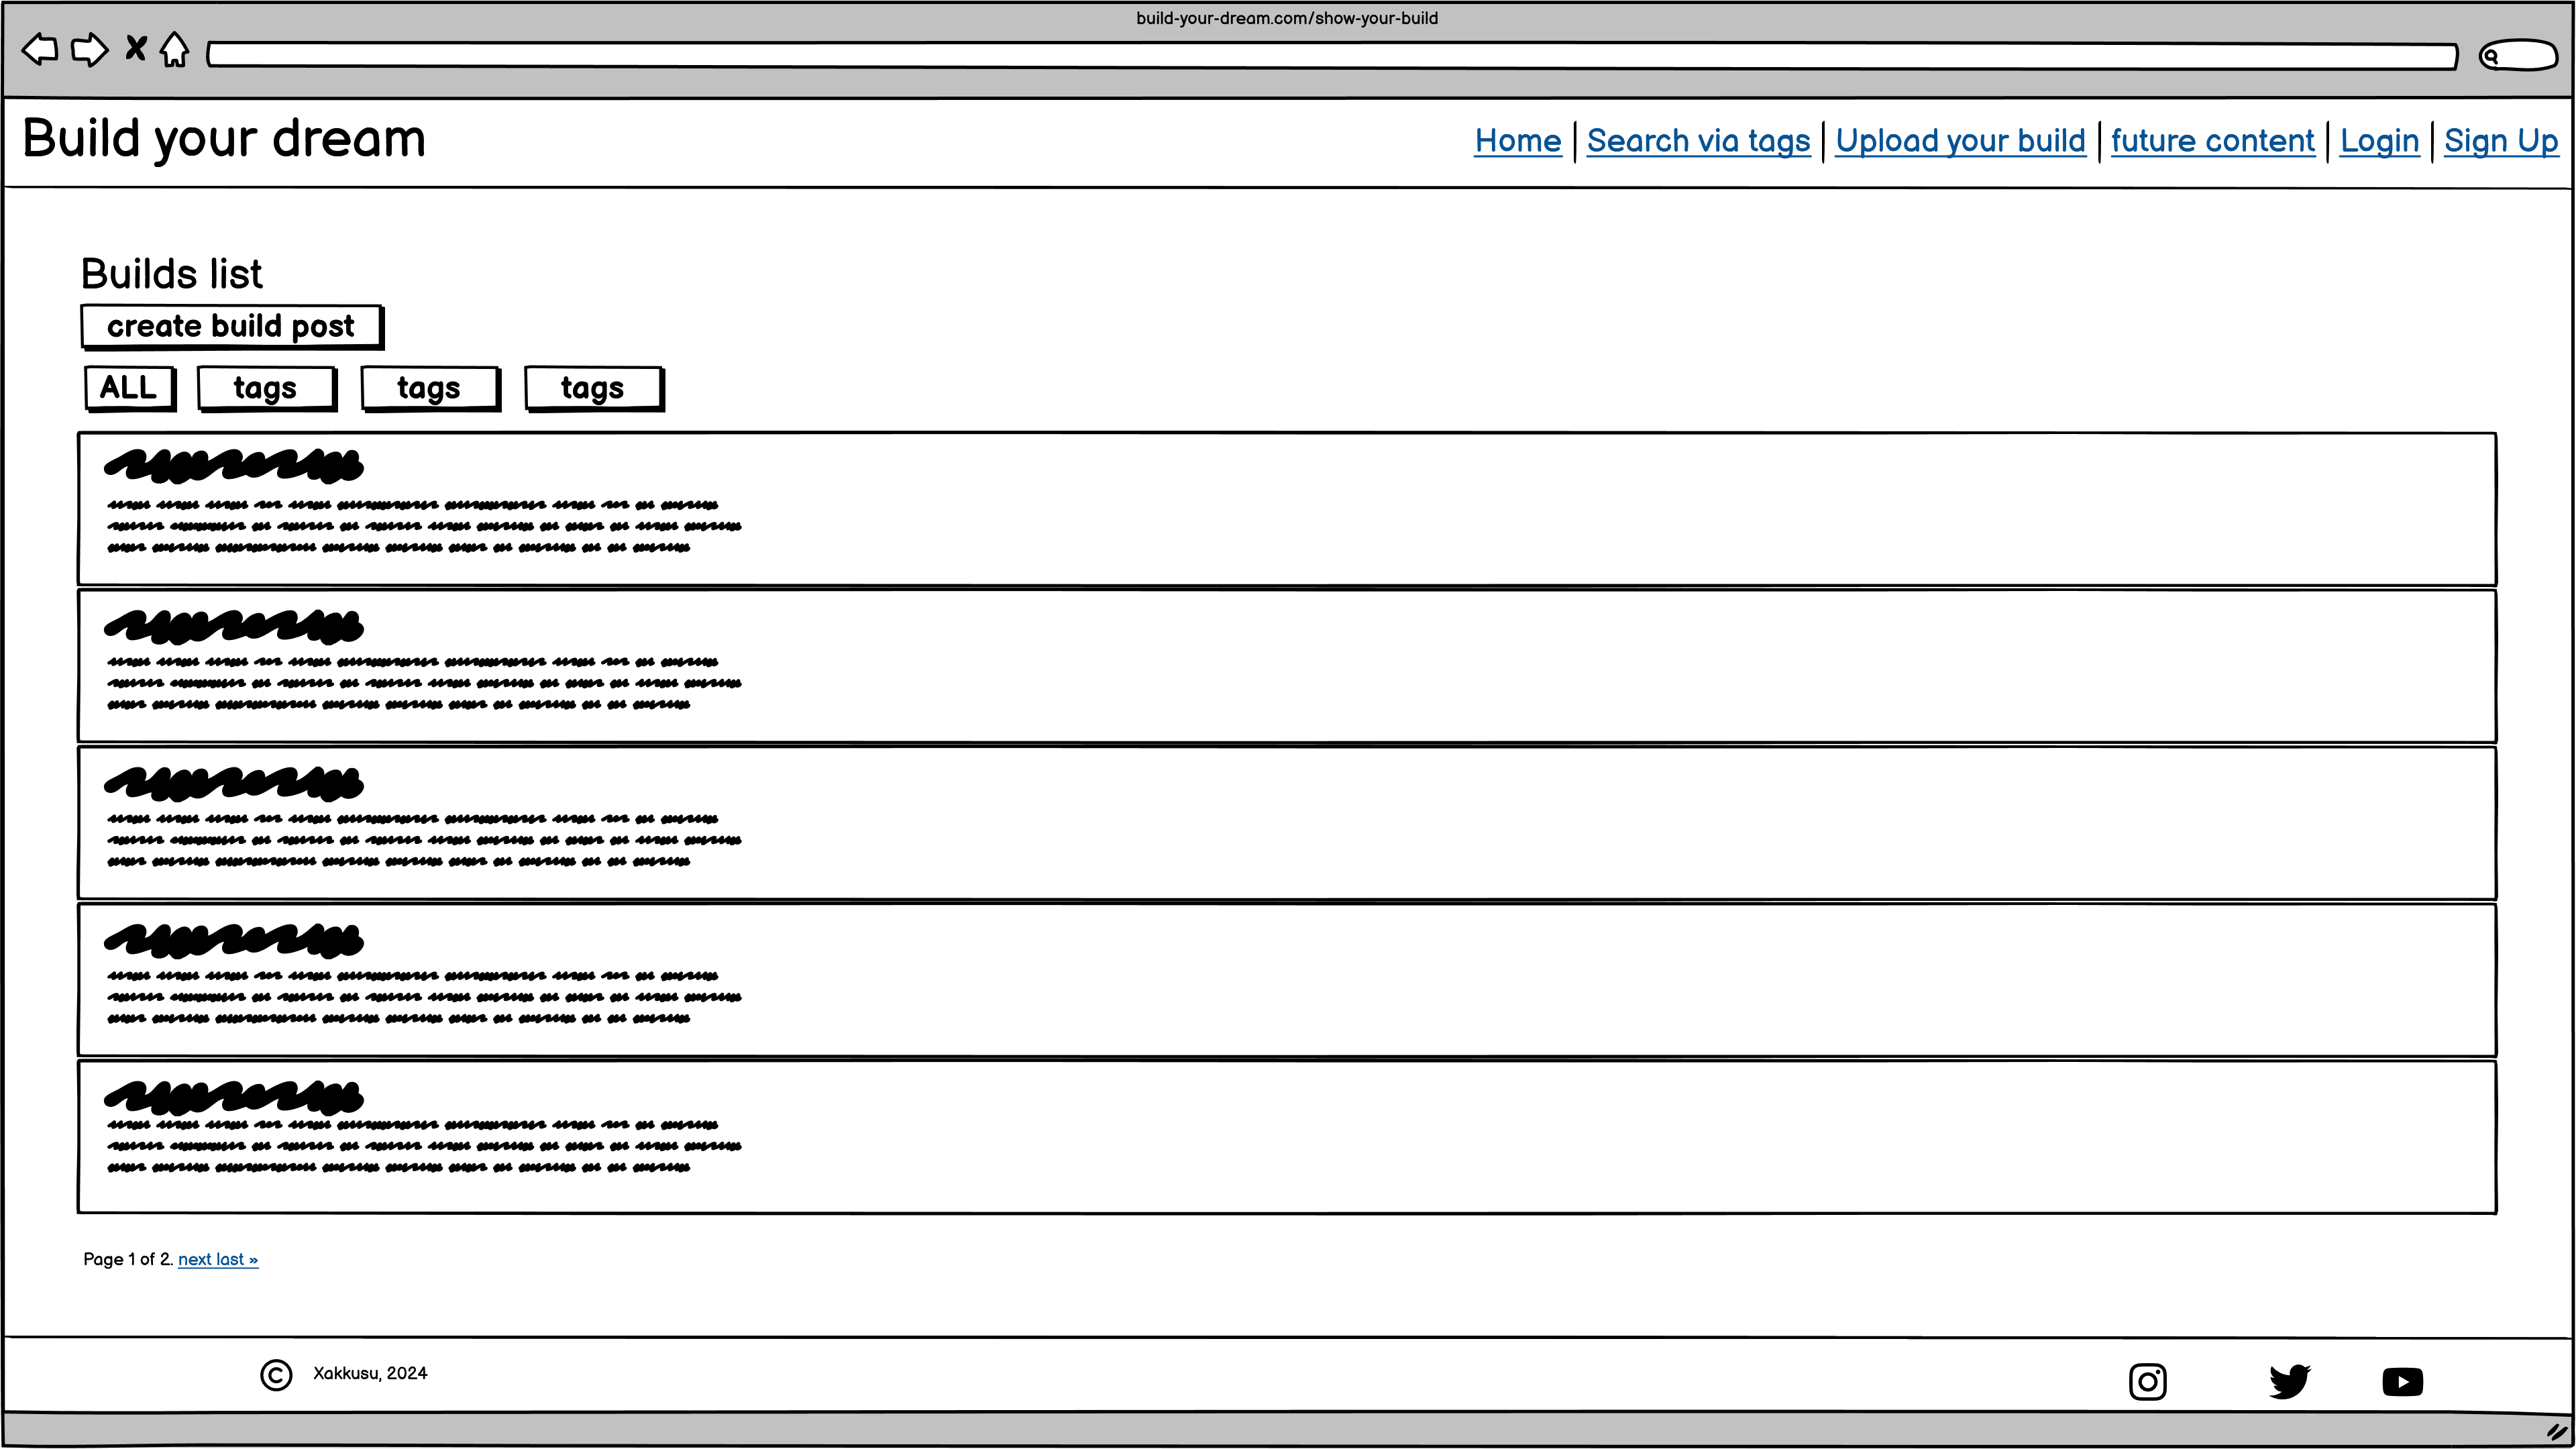 build-your-dream.com/show-your-build
Build your dream
Home | Search via tags | Upload your build | future content | Login | Sign Up
Builds list
create build post
ALL tags tags tags
Page 1 of 2. next last »
© Xakkusu, 2024